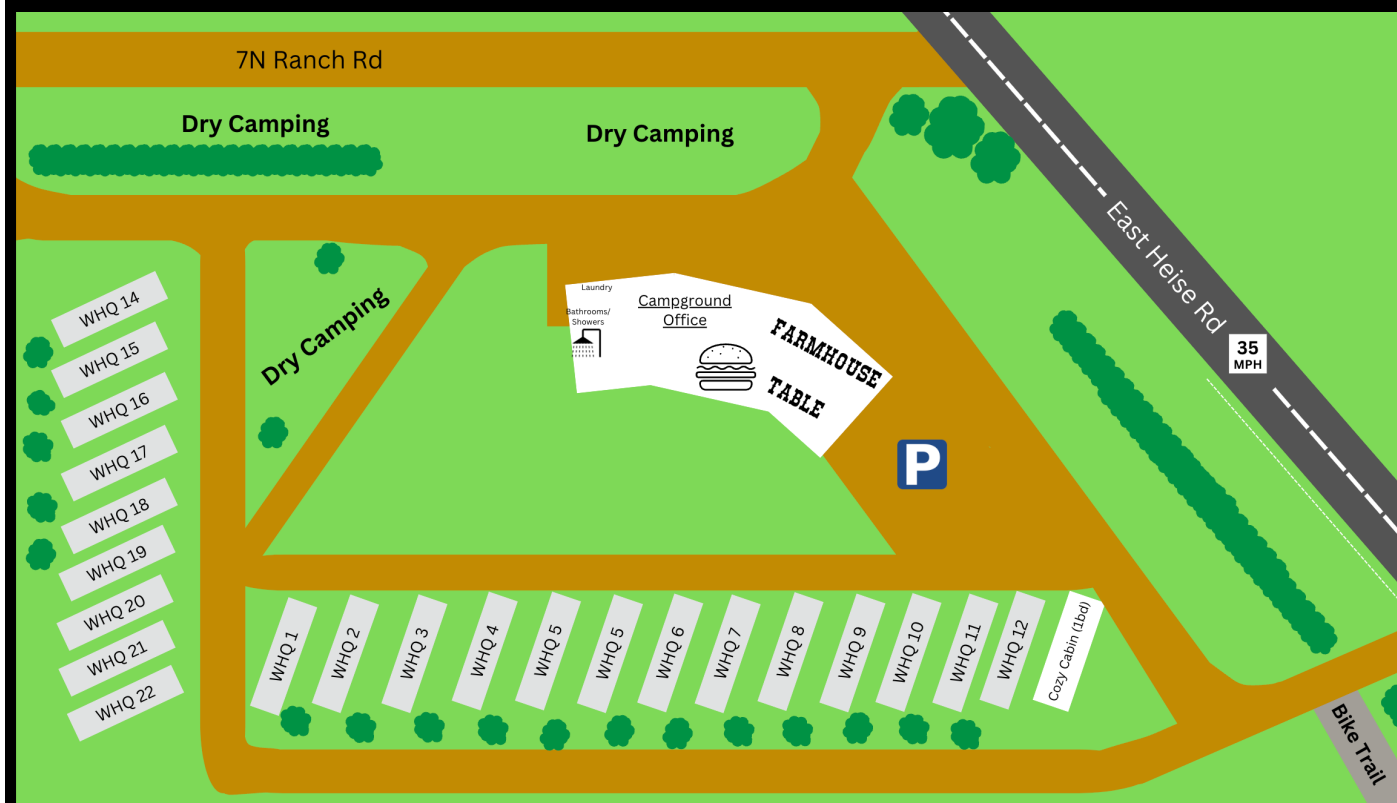 7N Ranch Rd
Dry Camping
Dry Camping
East Heise Rd
35
MPH
Dry Camping
Laundry
Bathrooms/
Showers
Campground
Office
FARMHOUSE
TABLE
P
WHQ 14
WHQ 15
WHQ 16
WHQ 17
WHQ 18
WHQ 19
WHQ 20
WHQ 21
WHQ 22
WHQ 1
WHQ 2
WHQ 3
WHQ 4
WHQ 5
WHQ 5
WHQ 6
WHQ 7
WHQ 8
WHQ 9
WHQ 10
WHQ 11
WHQ 12
Cozy Cabin (1bd)
Bike Trail